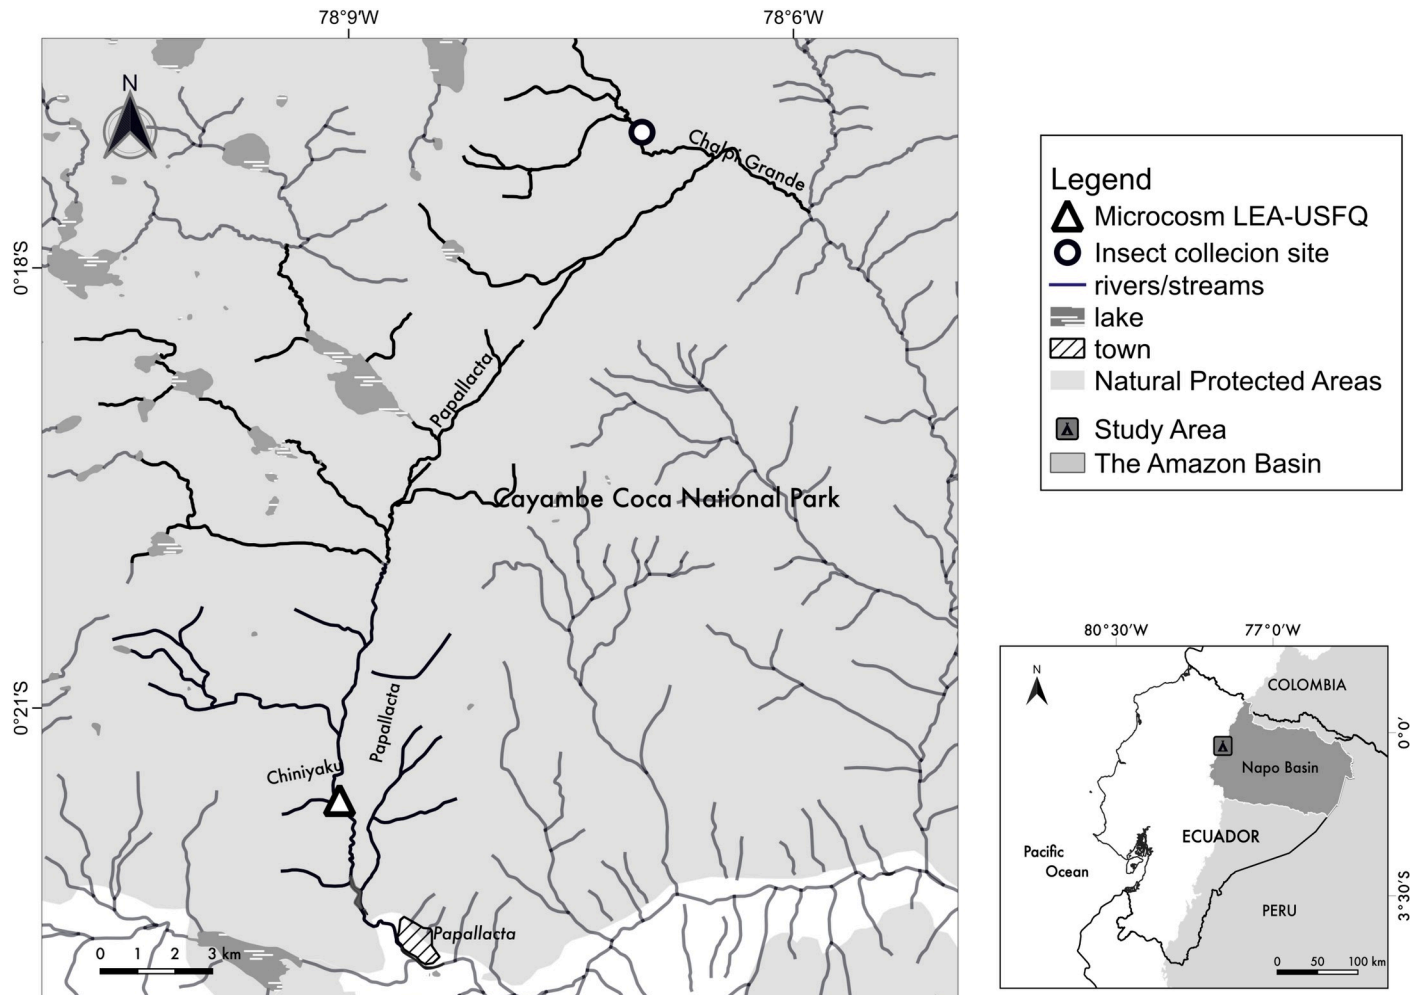 78°9'W
78°6'W
N
Chalpi Grande
0°18'S
Papallacta
Cayambe Coca National Park
0°21'S
Papallacta
Chiniyaku
Papallacta
0 1 2 3 km
Legend
Microcosm LEA-USFQ
Insect collecion site
rivers/streams
lake
town
Natural Protected Areas
Study Area
The Amazon Basin
80°30'W
77°0'W
N
COLOMBIA
0°0'
Napo Basin
ECUADOR
Pacific
Ocean
3°30'S
PERU
0 50 100 km